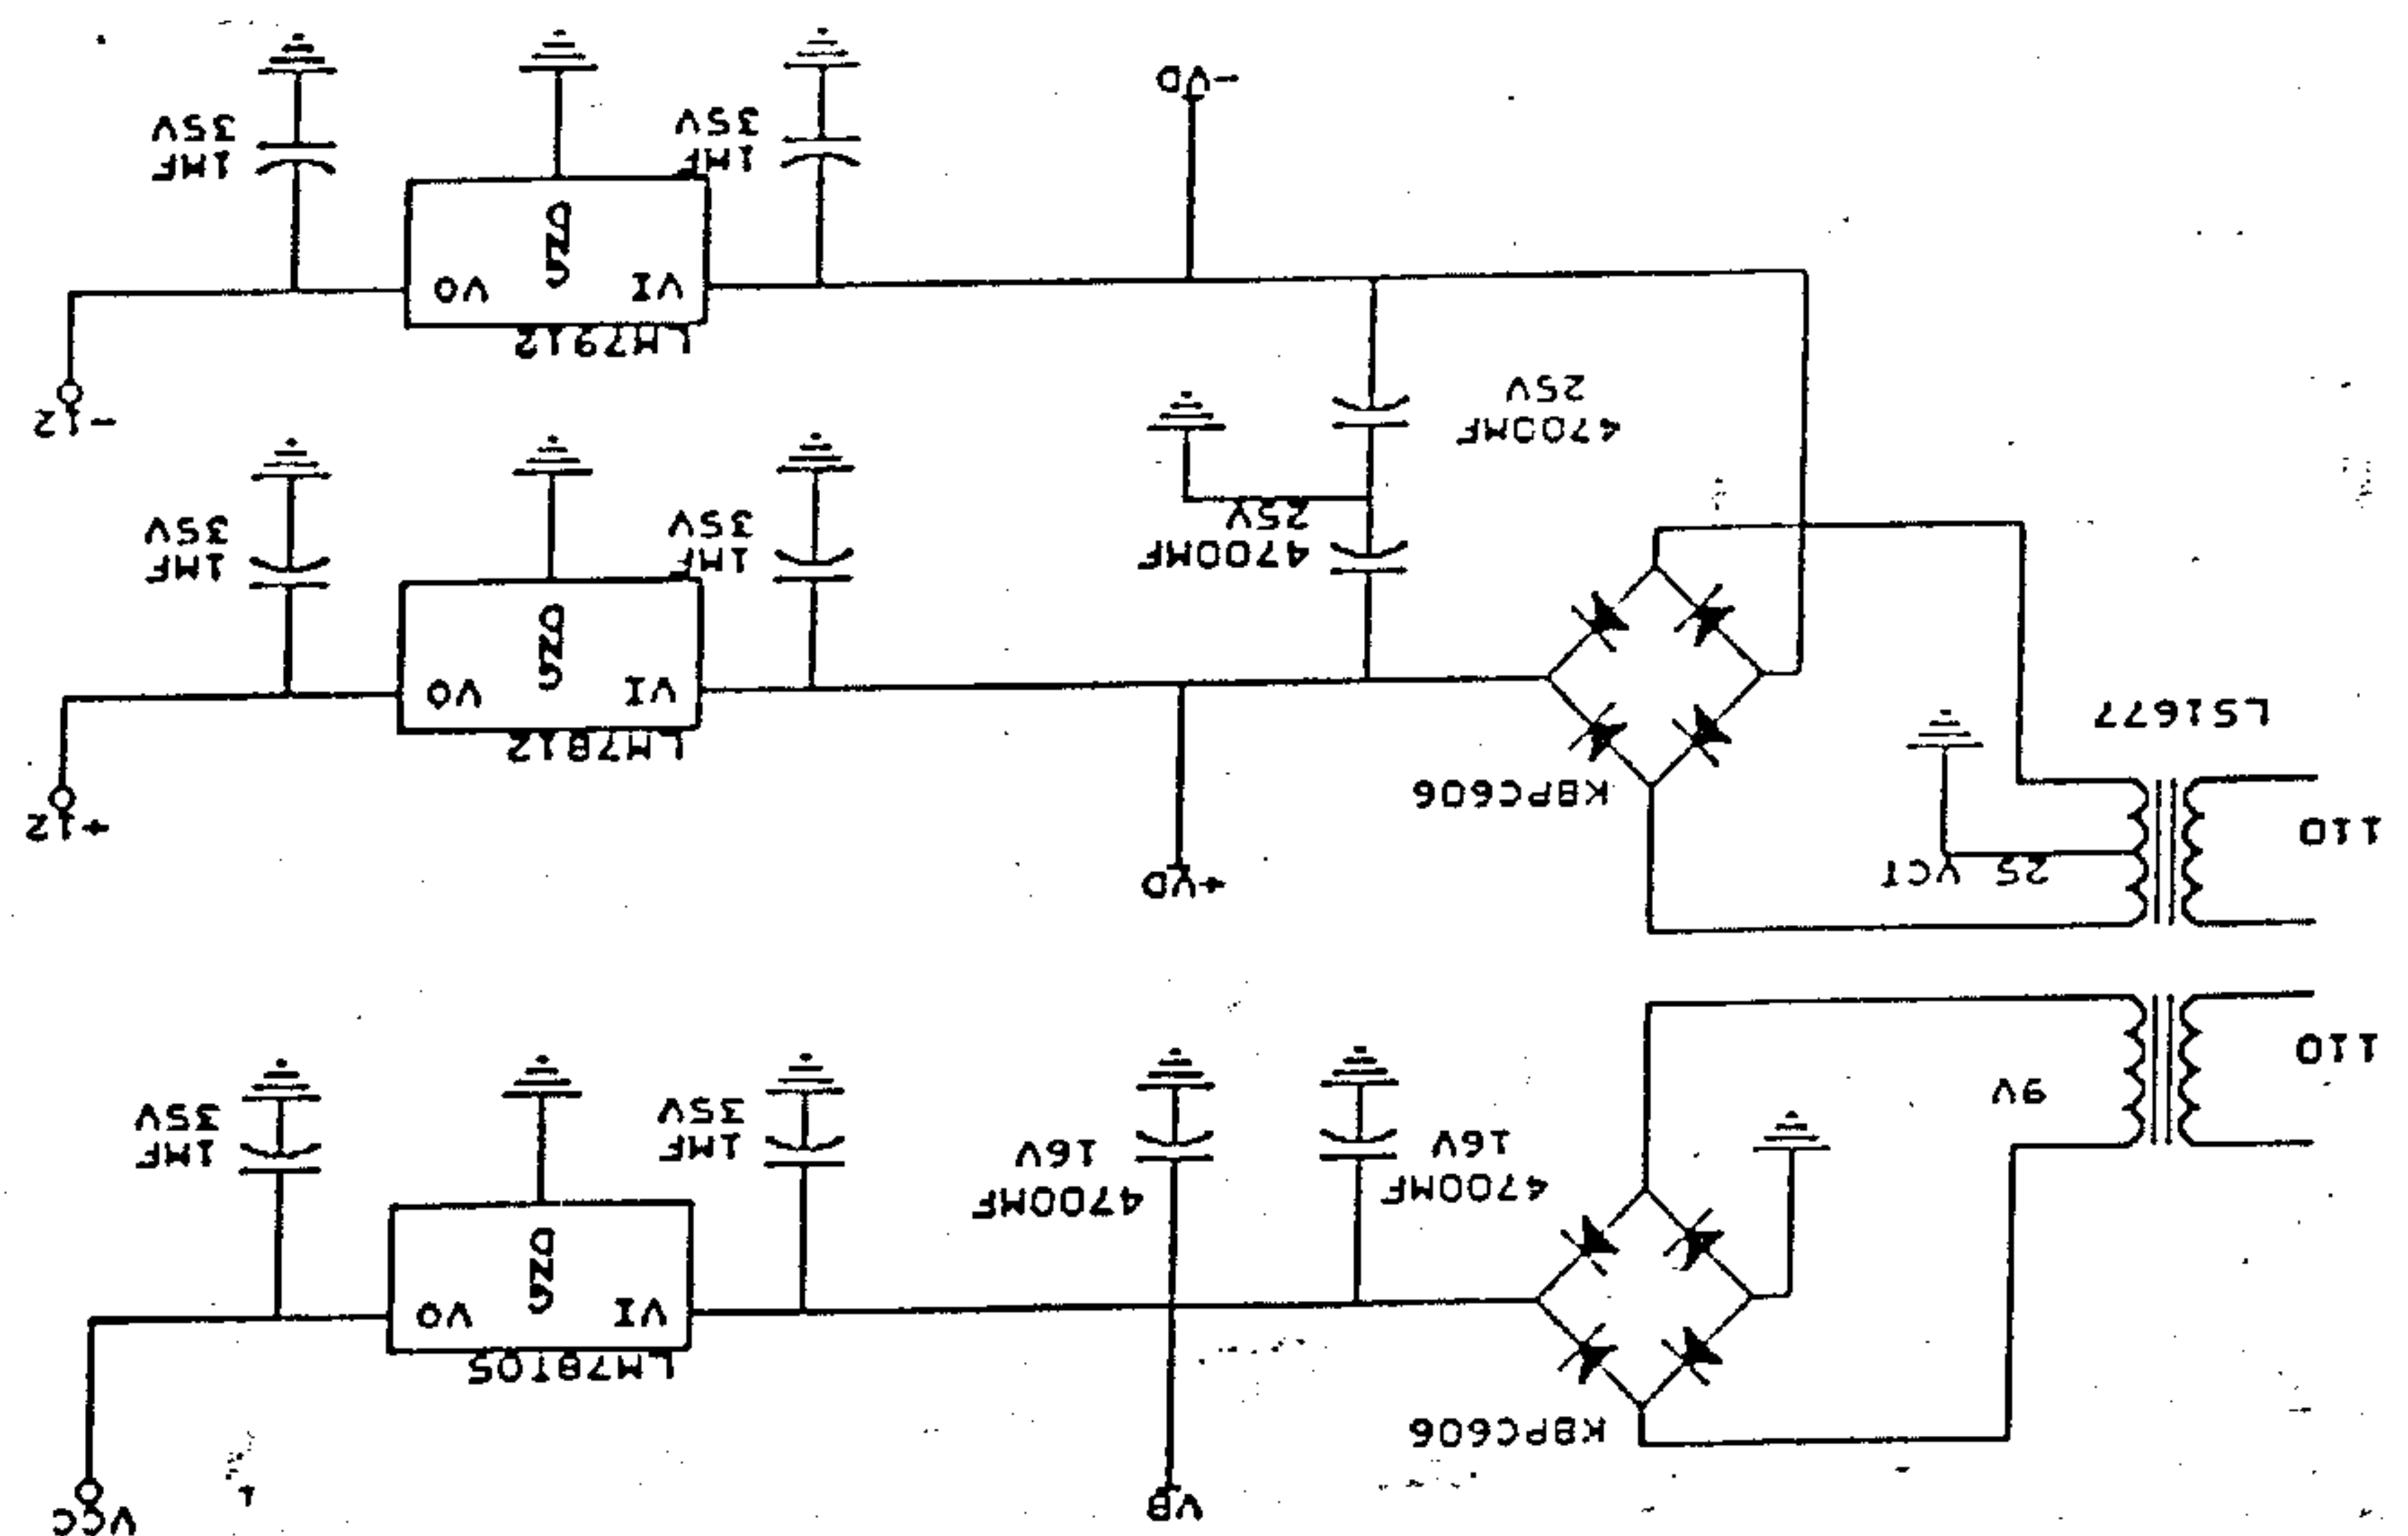 VB
VCC
KBPC606
LM78T05
VI
VO
GND
4700MF
16V
4700MF
16V
1MF
35V
1MF
35V
9V
110
110
25 VCT
+VD
+12
KBPC606
LS1677
LM7812
VI
VO
GND
4700MF
25V
1MF
35V
1MF
35V
4700MF
25V
-12
LM7912
VI
VO
GND
1MF
35V
1MF
35V
-VD